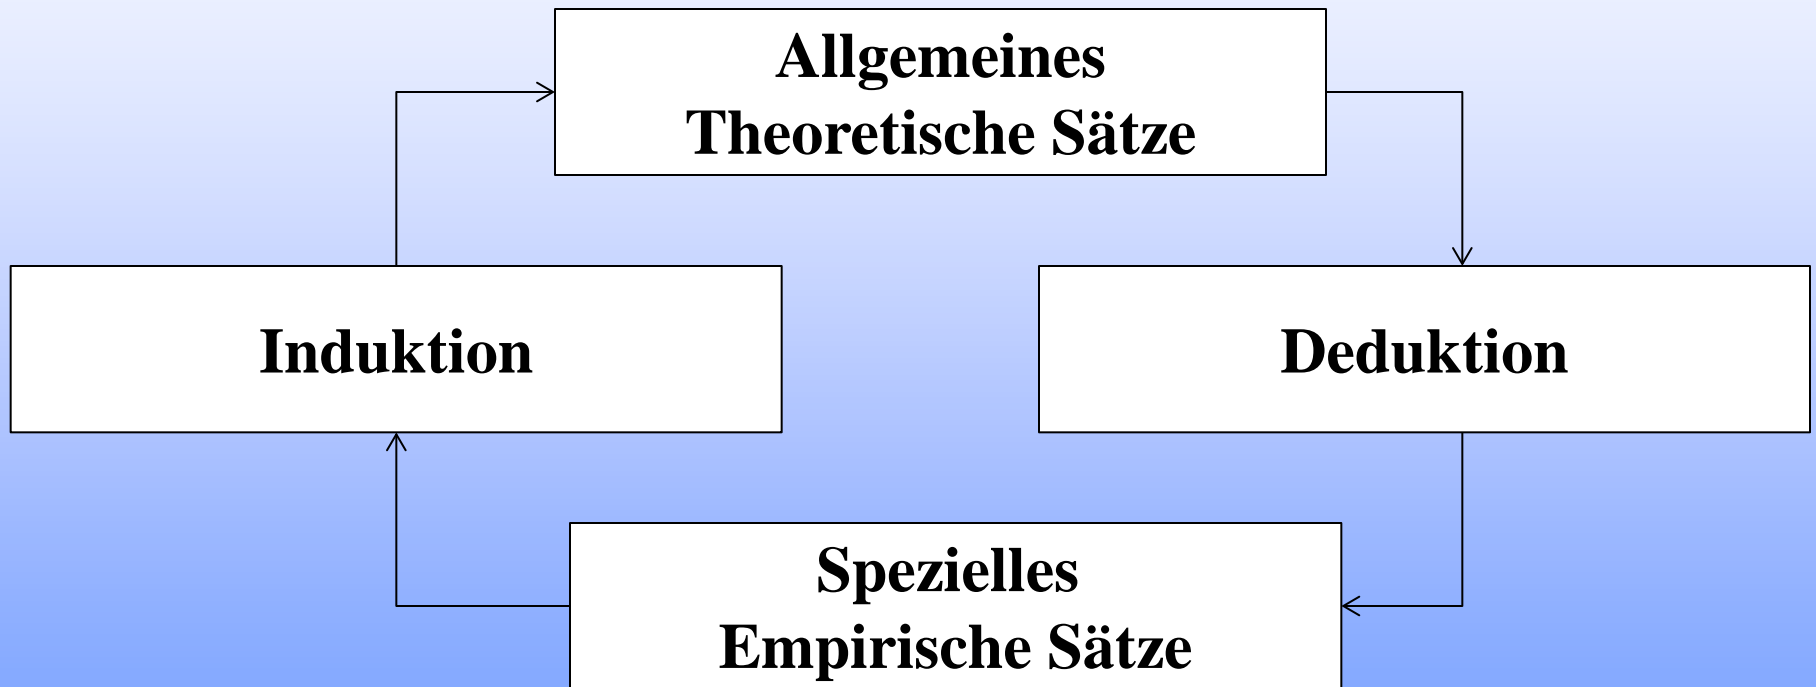 Allgemeines
Theoretische Sätze
Induktion
Deduktion
Spezielles
Empirische Sätze